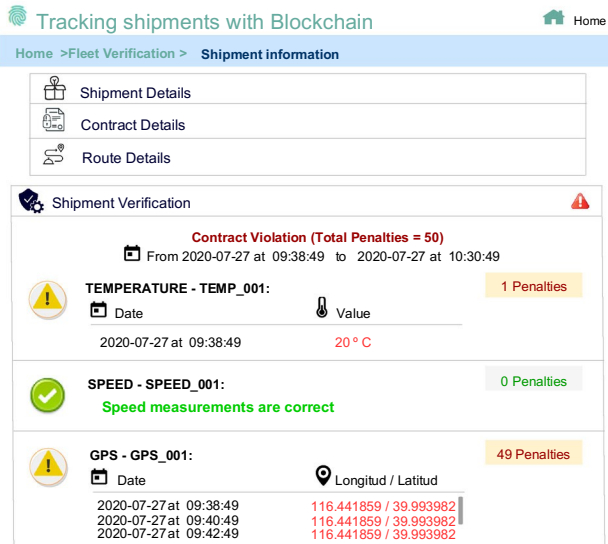 Tracking shipments with Blockchain
Home
Home >Fleet Verification > Shipment information
Shipment Details
Contract Details
Route Details
Shipment Verification
Contract Violation (Total Penalties = 50)
From 2020-07-27 at 09:38:49 to 2020-07-27 at 10:30:49
TEMPERATURE - TEMP_001:
1 Penalties
Date Value
2020-07-27 at 09:38:49 20 º C
SPEED - SPEED_001:
0 Penalties
Speed measurements are correct
GPS - GPS_001:
49 Penalties
Date Longitud / Latitud
2020-07-27 at 09:38:49 116.441859 / 39.993982
2020-07-27 at 09:40:49 116.441859 / 39.993982
2020-07-27 at 09:42:49 116.441859 / 39.993982